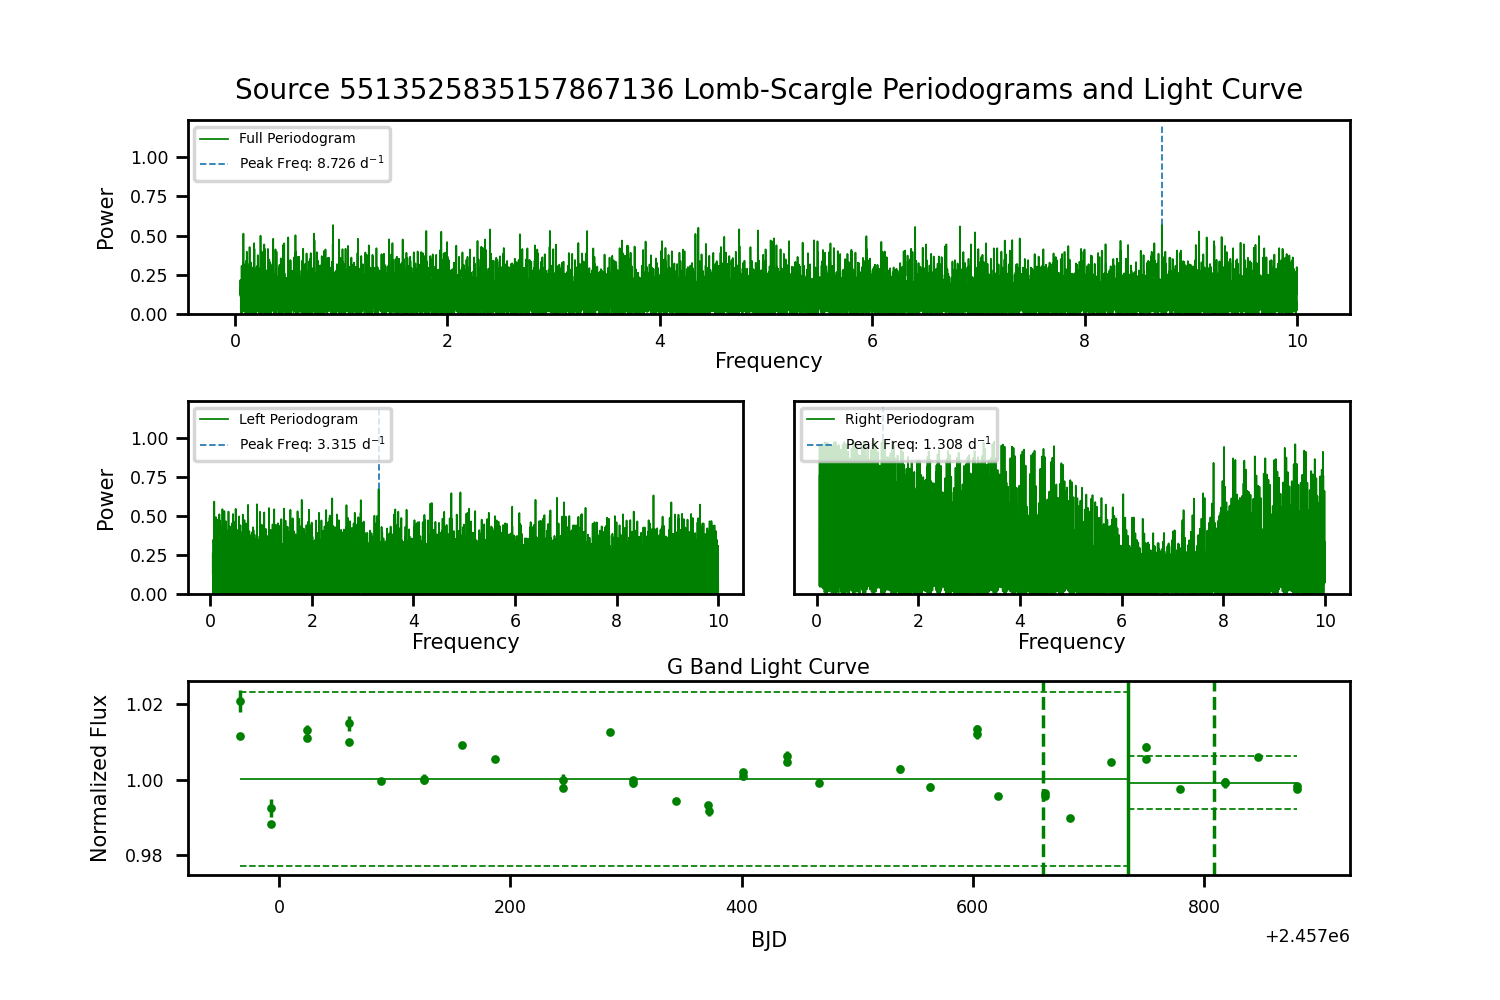 Source 5513525835157867136 Lomb-Scargle Periodograms and Light Curve
Full Periodogram
Peak Freq: 8.726 d⁻¹
Power
1.00
0.75
0.50
0.25
0.00
0 2 4 6 8 10
Frequency
Left Periodogram
Peak Freq: 3.315 d⁻¹
Power
1.00
0.75
0.50
0.25
0.00
0 2 4 6 8 10
Frequency
Right Periodogram
Peak Freq: 1.308 d⁻¹
0 2 4 6 8 10
Frequency
G Band Light Curve
Normalized Flux
1.02
1.00
0.98
0 200 400 600 800
BJD
+2.457e6